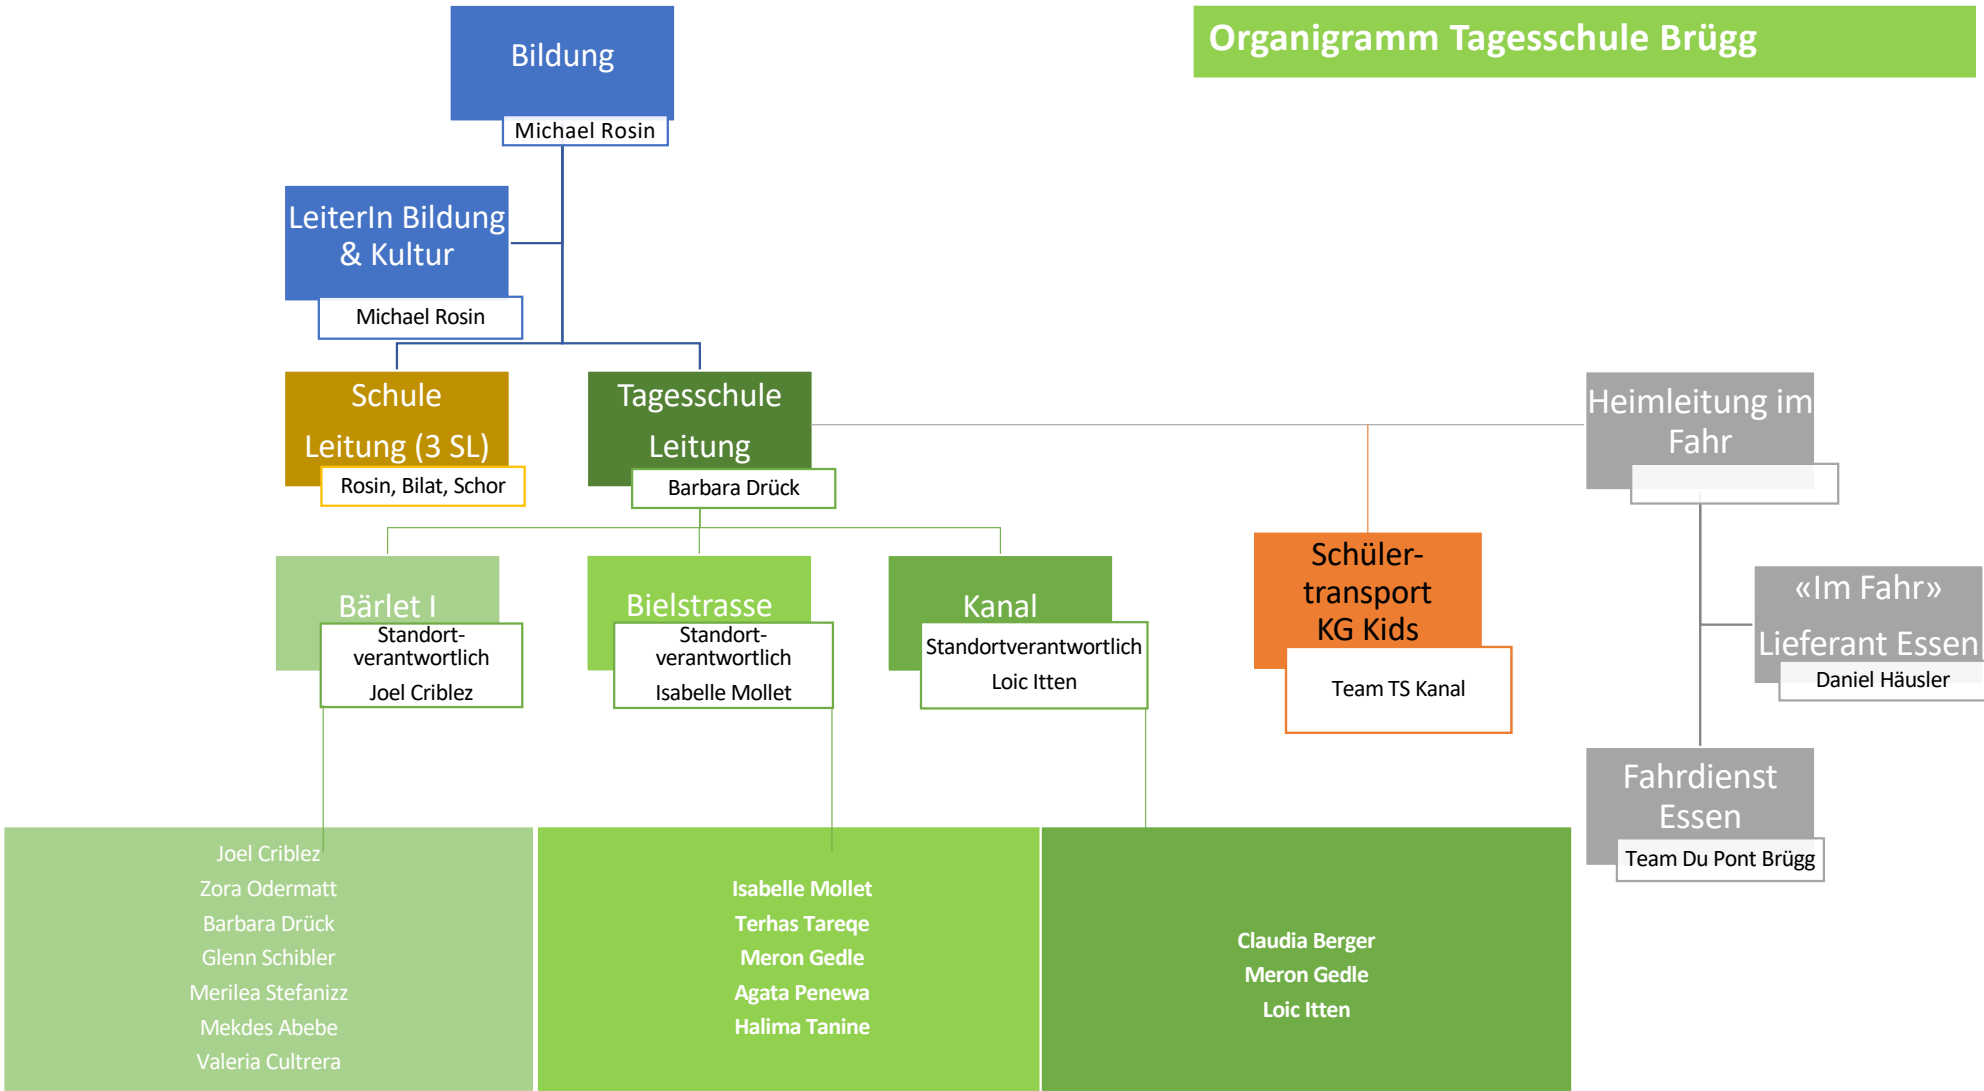 Organigramm Tagesschule Brügg
Bildung
Michael Rosin
LeiterIn Bildung
& Kultur
Michael Rosin
Schule
Leitung (3 SL)
Rosin, Bilat, Schor
Tagesschule
Leitung
Barbara Drück
Heimleitung im
Fahr
Bärlet I
Standort-
verantwortlich
Joel Criblez
Bielstrasse
Standort-
verantwortlich
Isabelle Mollet
Kanal
Standortverantwortlich
Loic Itten
Schüler-
transport
KG Kids
Team TS Kanal
«Im Fahr»
Lieferant Essen
Daniel Häusler
Fahrdienst
Essen
Team Du Pont Brügg
Joel Criblez
Zora Odermatt
Barbara Drück
Glenn Schibler
Merilea Stefanizz
Mekdes Abebe
Valeria Cultrera
Isabelle Mollet
Terhas Tareqe
Meron Gedle
Agata Penewa
Halima Tanine
Claudia Berger
Meron Gedle
Loic Itten